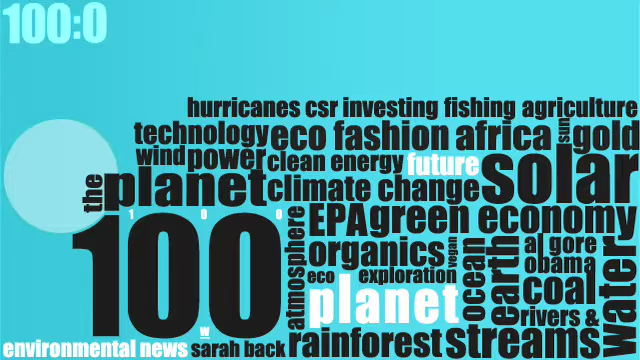 100:0
hurricanes csr investing fishing agriculture
technology eco fashion africa sun gold
wind power clean energy future solar
the planet climate change
1 0 0
100 atmosphere EPA green economy
organics vegan ocean earth al gore water
eco exploration obama
planet coal
rivers &
w
environmental news sarah back rainforest streams